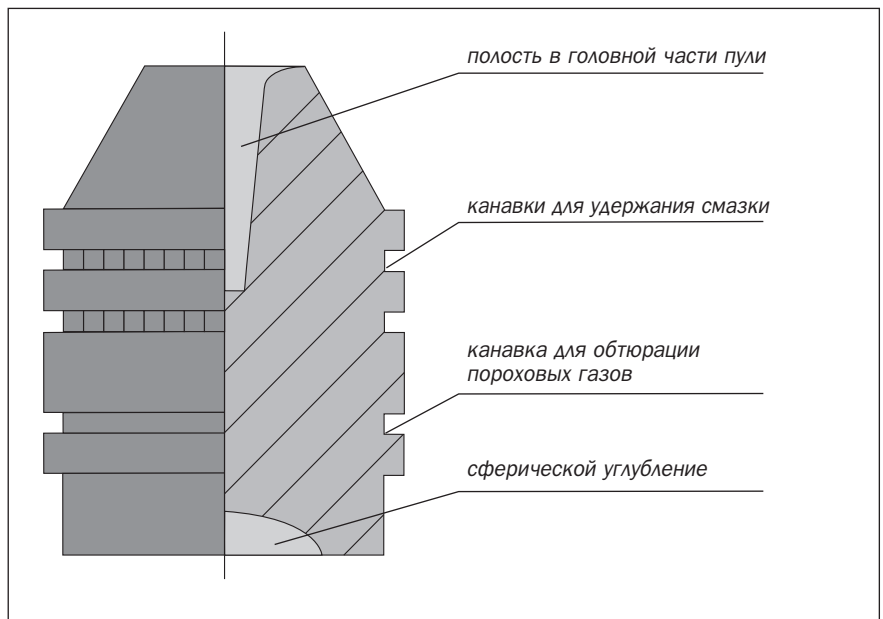 полость в головной части пули
канавки для удержания смазки
канавка для обтюрации
пороховых газов
сферической углубление